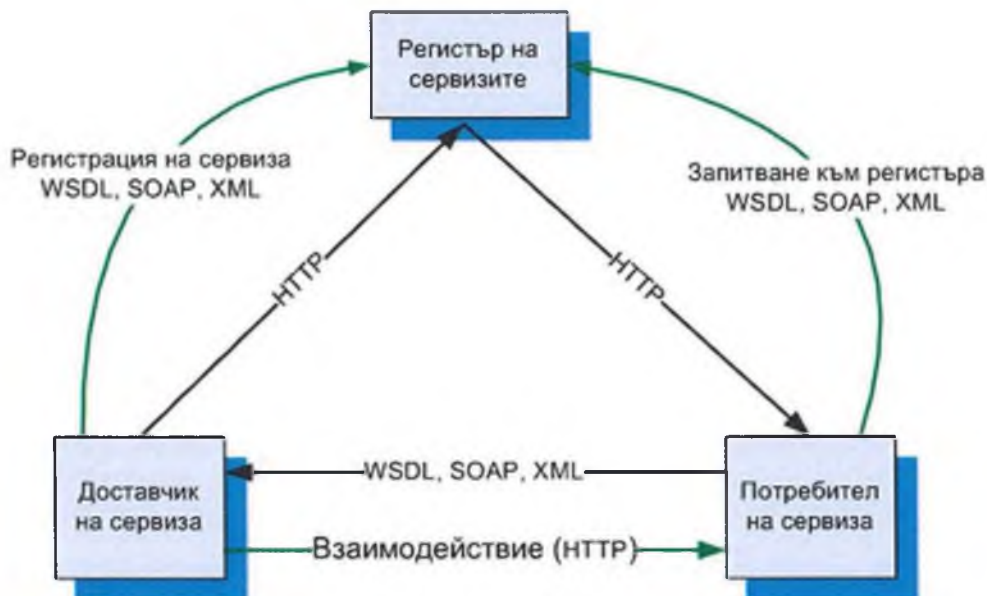 Регистър на
сервизите
Регистрация на сервиза
WSDL, SOAP, XML
Запитване към регистъра
WSDL, SOAP, XML
HTTP
HTTP
Доставчик
на сервиза
WSDL, SOAP, XML
Взаимодействие (HTTP)
Потребител
на сервиза